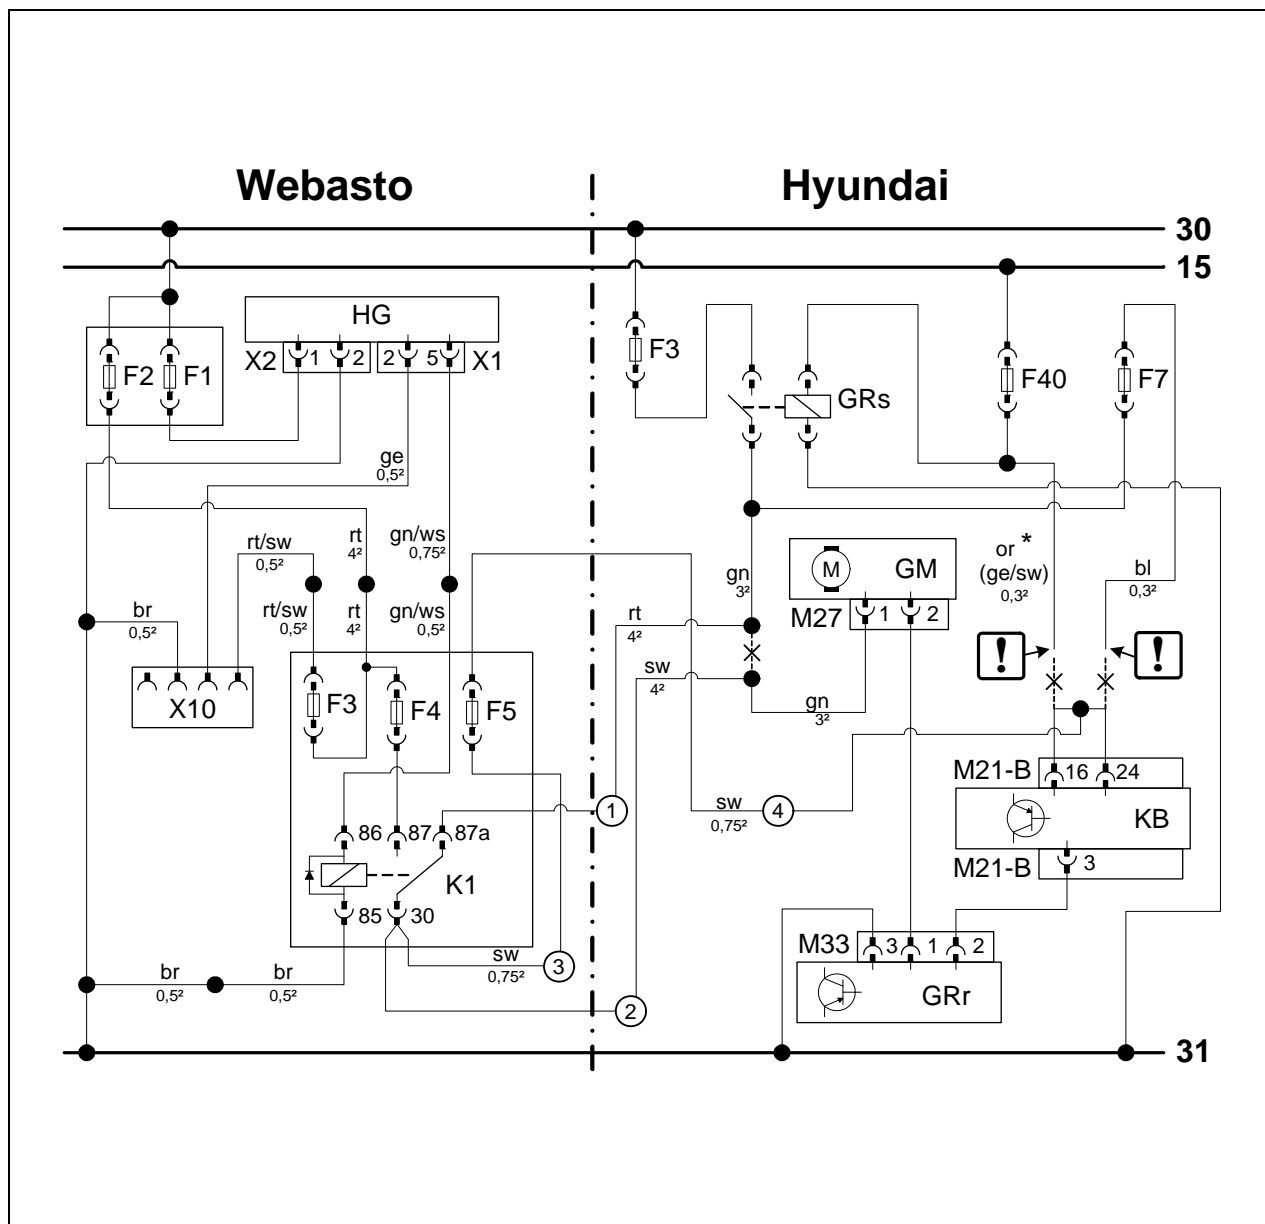 Webasto
Hyundai
30
15
HG
X2 1 2 2 5 X1
F2 F1
F3
GRs
F40
F7
ge
0,5²
rt/sw
0,5²
rt
4²
gn/ws
0,75²
gn
3²
M
GM
or *
(ge/sw)
0,3²
bl
0,3²
br
0,5²
rt/sw
0,5²
rt
4²
gn/ws
0,5²
rt
4²
M27 1 2
!
!
X10
F3
F4
F5
sw
4²
gn
3²
M21-B 16 24
sw
0,75²
1
4
KB
86 87 87a
M21-B 3
K1
85 30
sw
0,75²
3
M33 3 1 2
br
0,5²
br
0,5²
2
GRr
31